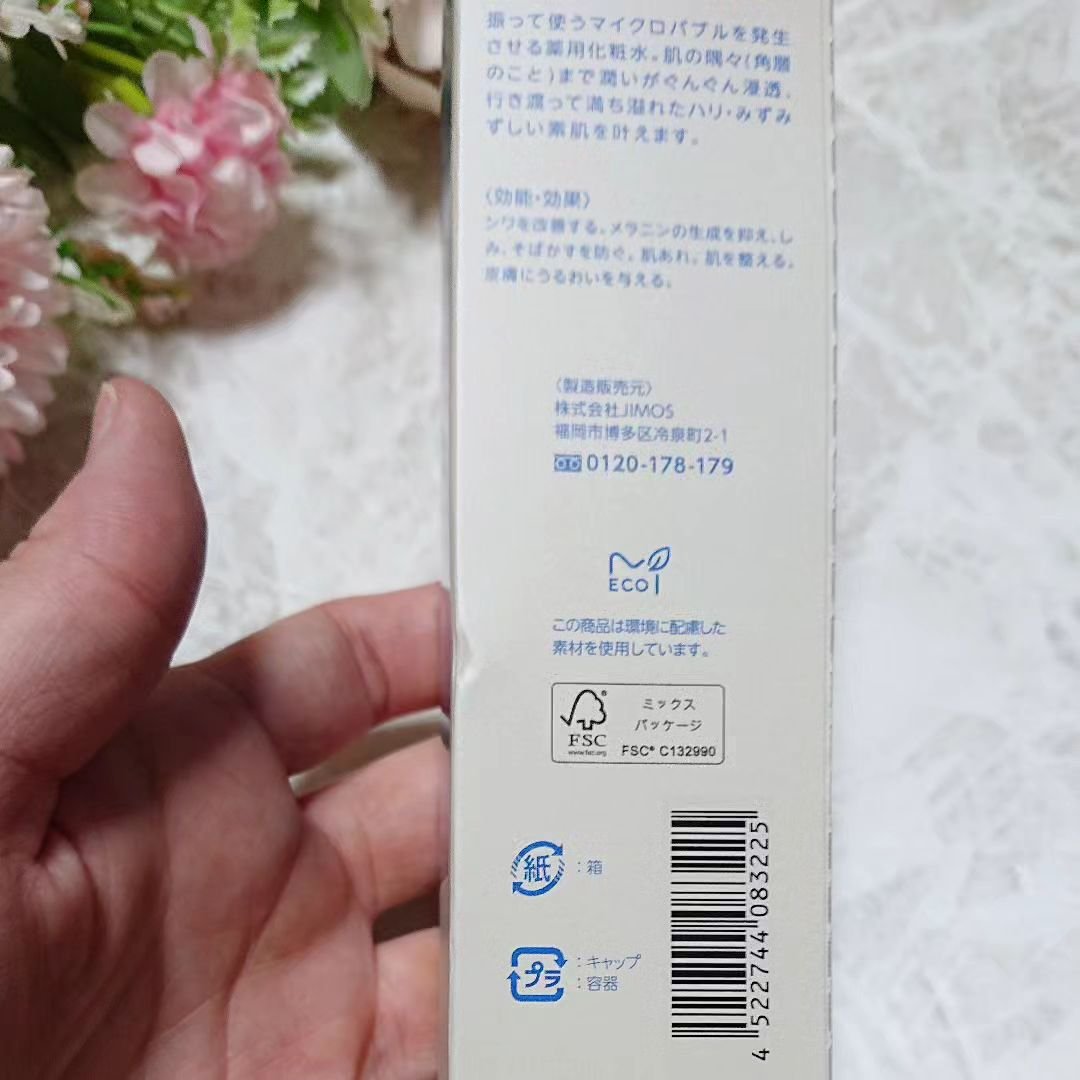 振って使うマイクロバブルを発生
させる薬用化粧水。肌の隅々(角層
のこと)まで潤いがぐんぐん浸透、
行き渡って満ち溢れたハリ・みずみ
ずしい素肌を叶えます。
〈効能・効果〉
シワを改善する。メラニンの生成を抑え、し
み、そばかすを防ぐ。肌あれ。肌を整える。
皮膚にうるおいを与える。
〈製造販売元〉
株式会社JIMOS
福岡市博多区冷泉町2-1
0120-178-179
ECO
この商品は環境に配慮した
素材を使用しています。
FSC®
www.fsc.org
ミックス
パッケージ
FSC® C132990
紙:箱
プラ:キャップ
:容器
4 522744 083225